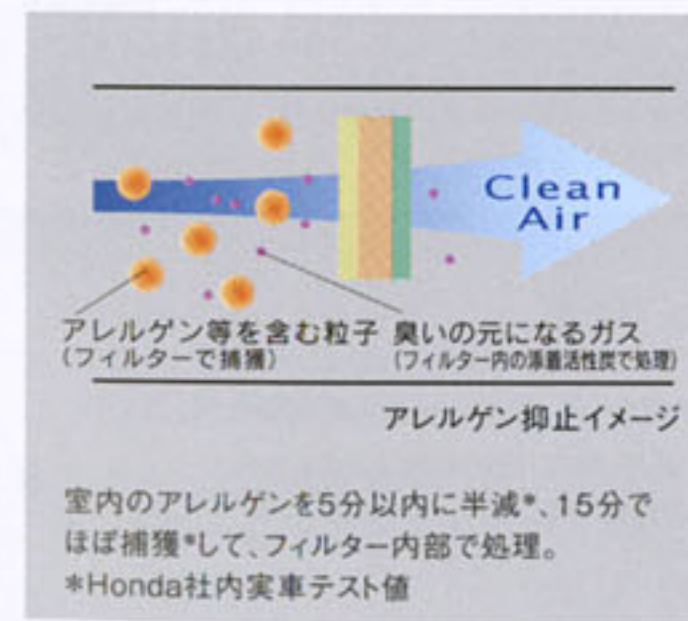 Clean
Air
アレルゲン等を含む粒子
(フィルターで捕獲)
臭いの元になるガス
(フィルター内の添着活性炭で処理)
アレルゲン抑止イメージ
室内のアレルゲンを5分以内に半減*、15分で
ほぼ捕獲*して、フィルター内部で処理。
*Honda社内実車テスト値